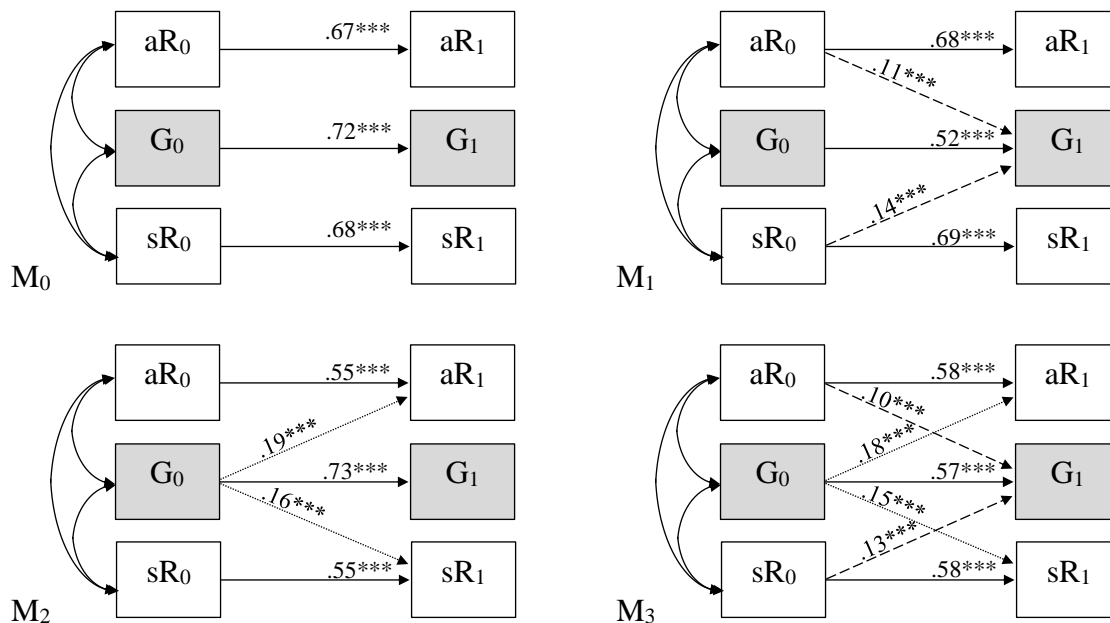 aR₀ .67*** aR₁
G₀ .72*** G₁
sR₀ .68*** sR₁
M₀
aR₀ .68*** aR₁
.11***
G₀ .52*** G₁
.14***
sR₀ .69*** sR₁
M₁
aR₀ .55*** aR₁
.19***
G₀ .73*** G₁
.16***
sR₀ .55*** sR₁
M₂
aR₀ .58*** aR₁
.10***
.18***
G₀ .57*** G₁
.15***
.13***
sR₀ .58*** sR₁
M₃